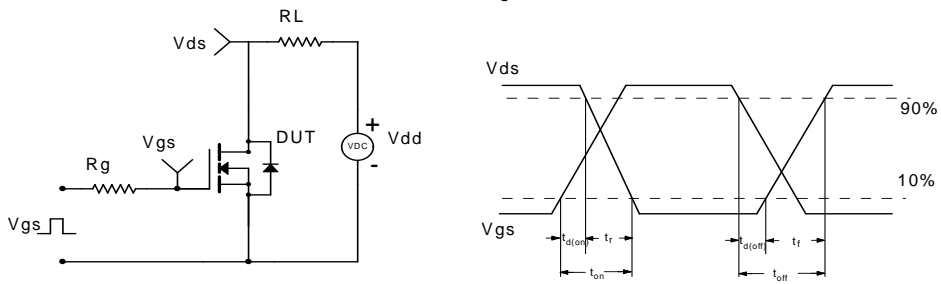 RL
Vds
Vgs
DUT
VDC
+
-
Vdd
Rg
Vgs
Vds
90%
10%
Vgs
td(on)
tr
td(off)
tf
ton
toff